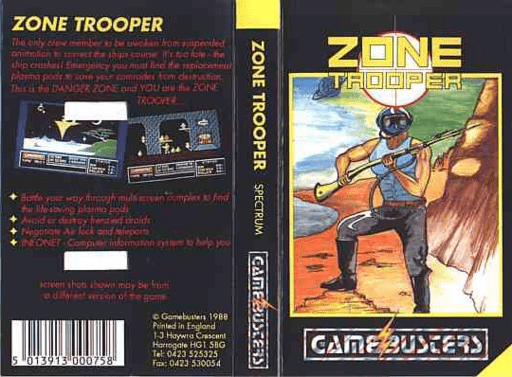 ZONE TROOPER
The only crew member to be awoken from suspended
animation to correct the ships course. It's too late - the
ship crashes! Emergency you must find the replacement
plasma pods to save your comrades from destruction.
This is the DANGER ZONE and YOU are the ZONE
TROOPER...
Battle your way through multi-screen complex to find
the life-saving plasma pods
Avoid or destroy frenzied droids
Negotiate Air lock and teleports
INFONET - Computer information system to help you
screen shots shown may be from
a different version of the game.
5 013913 000758
© Gamebusters 1988
Printed in England
1-3 Haywra Crescent
Harrogate HG1 5BG
Tel: 0423 525325
Fax: 0423 530054
ZONE TROOPER
SPECTRUM
GAMEBUSTERS
ZONE
TROOPER
GAMEBUSTERS